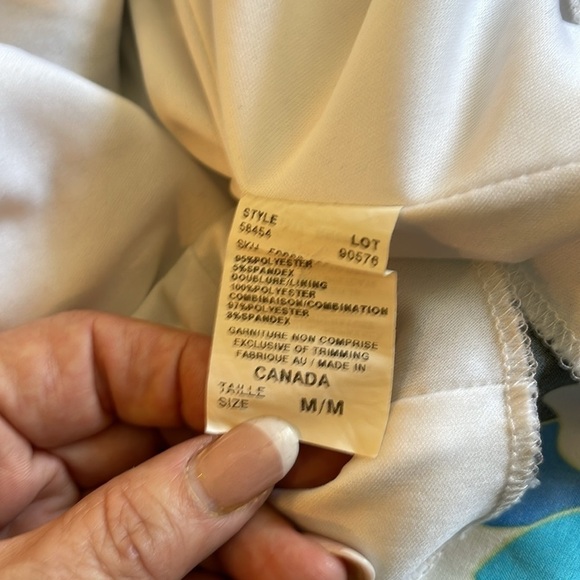 STYLE
58454
LOT
90576
SKU
95%POLYESTER
5%SPANDEX
DOUBLURE/LINING
100%POLYESTER
COMBINAISON/COMBINATION
97%POLYESTER
3%SPANDEX
GARNITURE NON COMPRISE
EXCLUSIVE OF TRIMMING
FABRIQUE AU / MADE IN
CANADA
TAILLE
SIZE M/M